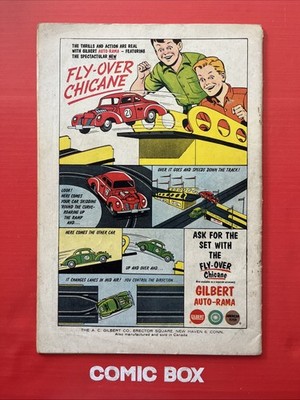 THE THRILLS AND ACTION ARE REAL
WITH GILBERT AUTO-RAMA - FEATURING
THE SPECTACULAR NEW
FLY-OVER
CHICANE
21
OVER IT GOES AND SPEEDS DOWN THE TRACK!
LOOK!
HERE COMES
YOUR CAR SKIDDING
'ROUND THE CURVE-
ROARING UP
THE RAMP
AND...
HERE COMES THE OTHER CAR
UP AND OVER AND...
IT CHANGES LANES IN MID AIR! YOU CONTROL THE DIRECTION
ASK FOR THE
SET WITH
THE
FLY-OVER
Chicane
GILBERT
AUTO-RAMA
THE A. C. GILBERT CO., ERECTOR SQUARE, NEW HAVEN 6, CONN.
Also manufactured and sold in Canada
COMIC BOX